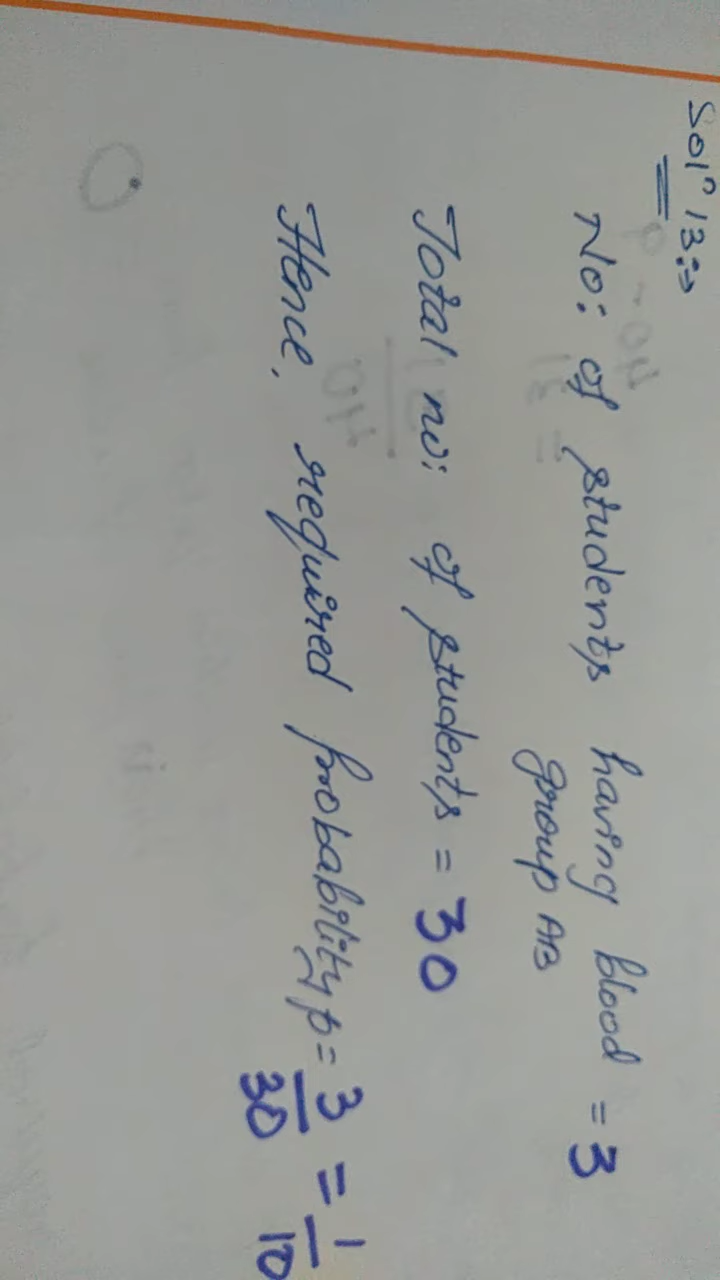 Solⁿ 13:→
No: of students having blood = 3
group AB
Total no: of students = 30
Hence, required probability p = 3/30 = 1/10